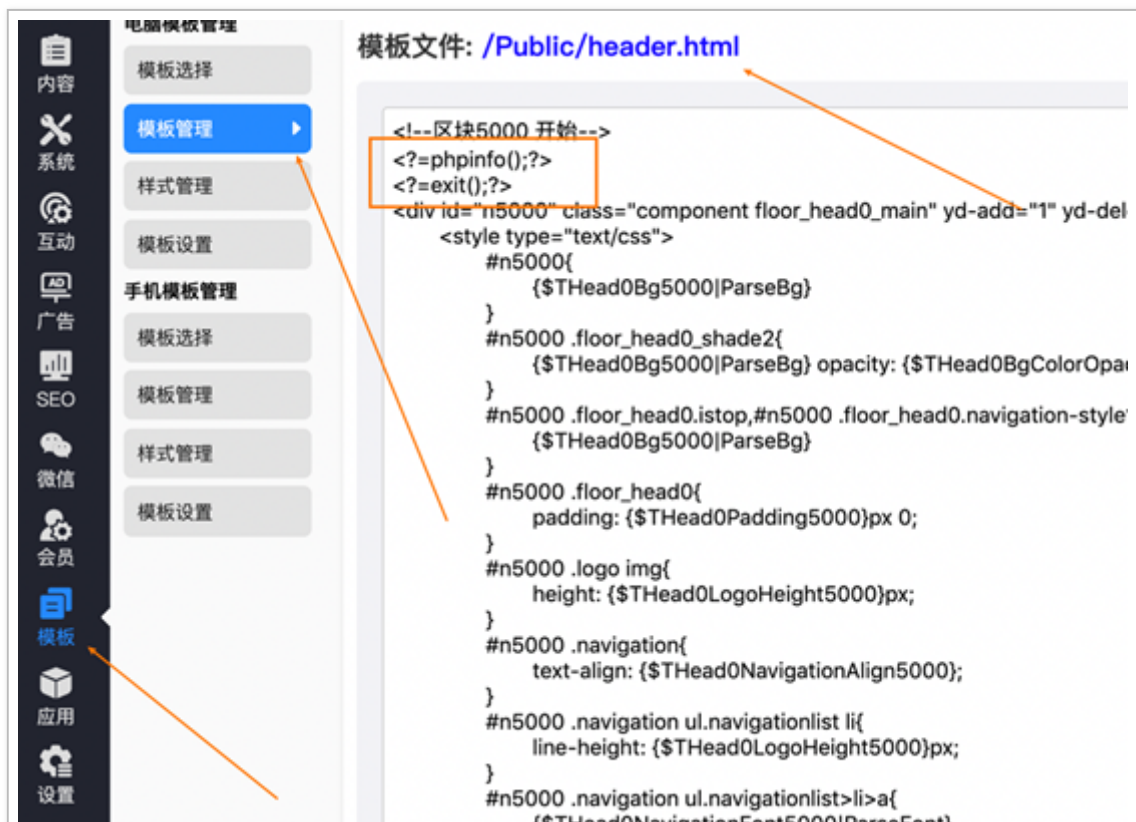 内容
系统
互动
AD
广告
SEO
微信
会员
模板
应用
设置
电脑模板管理
模板选择
模板管理
样式管理
模板设置
手机模板管理
模板选择
模板管理
样式管理
模板设置
模板文件: /Public/header.html
<!--区块5000 开始-->
<?=phpinfo();?>
<?=exit();?>
<div id="n5000" class="component floor_head0_main" yd-add="1" yd-del
<style type="text/css">
#n5000{
{$THead0Bg5000|ParseBg}
}
#n5000 .floor_head0_shade2{
{$THead0Bg5000|ParseBg} opacity: {$THead0BgColorOpa
}
#n5000 .floor_head0.istop,#n5000 .floor_head0.navigation-style
{$THead0Bg5000|ParseBg}
}
#n5000 .floor_head0{
padding: {$THead0Padding5000}px 0;
}
#n5000 .logo img{
height: {$THead0LogoHeight5000}px;
}
#n5000 .navigation{
text-align: {$THead0NavigationAlign5000};
}
#n5000 .navigation ul.navigationlist li{
line-height: {$THead0LogoHeight5000}px;
}
#n5000 .navigation ul.navigationlist>li>a{
{$THead0NavigationFont5000|ParseFont}